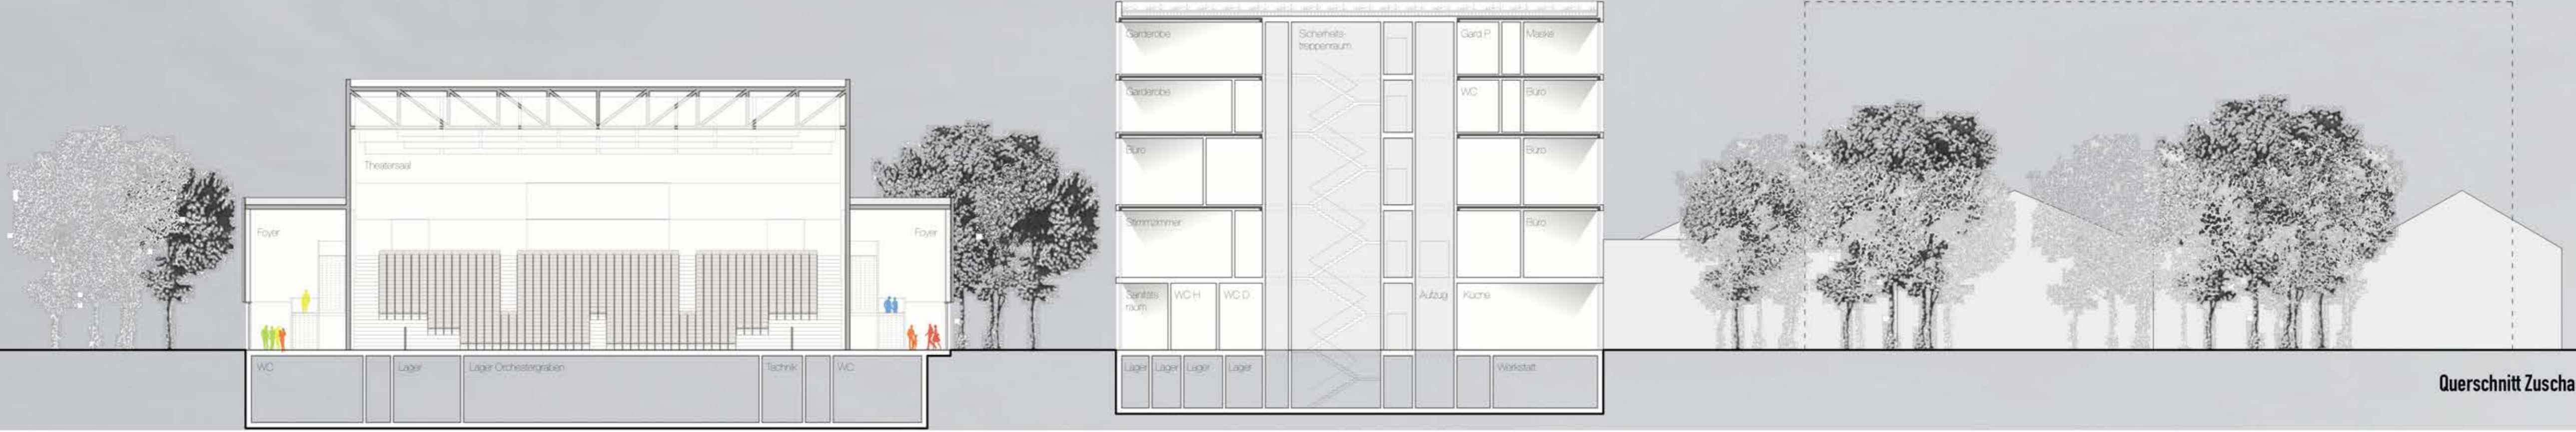 Theatersaal
Foyer
Foyer
WC
Lager
Lager Orchestergraben
Technik
WC
Garderobe
Sicherheits-
treppenraum
Gard.P.
Maske
Garderobe
WC
Büro
Büro
Büro
Stimmzimmer
Büro
Sanitäts
raum
WC H
WC D
Aufzug
Küche
Lager
Lager
Lager
Lager
Werkstatt
Querschnitt Zuscha